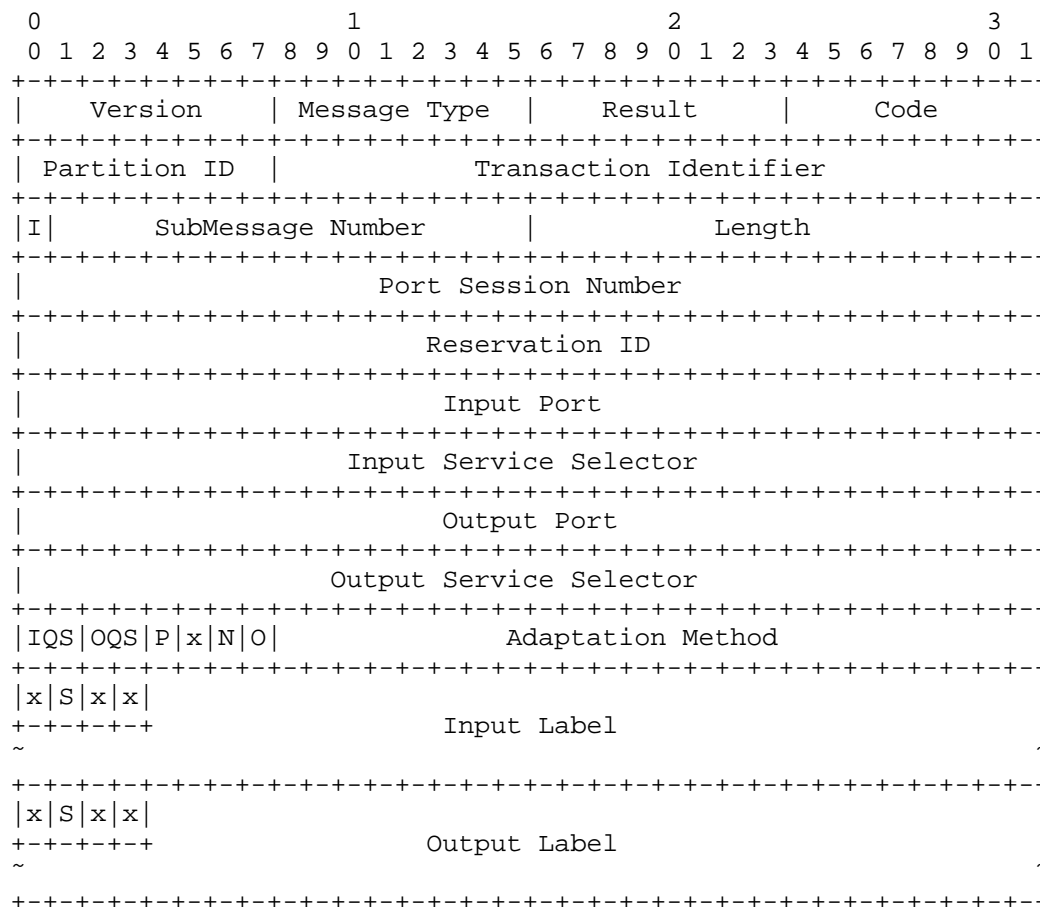 0                   1                   2                   3
 0 1 2 3 4 5 6 7 8 9 0 1 2 3 4 5 6 7 8 9 0 1 2 3 4 5 6 7 8 9 0 1
+-+-+-+-+-+-+-+-+-+-+-+-+-+-+-+-+-+-+-+-+-+-+-+-+-+-+-+-+-+-+-+-
|    Version    | Message Type  |    Result     |     Code
+-+-+-+-+-+-+-+-+-+-+-+-+-+-+-+-+-+-+-+-+-+-+-+-+-+-+-+-+-+-+-+-
| Partition ID  |            Transaction Identifier
+-+-+-+-+-+-+-+-+-+-+-+-+-+-+-+-+-+-+-+-+-+-+-+-+-+-+-+-+-+-+-+-
|I|      SubMessage Number      |           Length
+-+-+-+-+-+-+-+-+-+-+-+-+-+-+-+-+-+-+-+-+-+-+-+-+-+-+-+-+-+-+-+-
|                      Port Session Number
+-+-+-+-+-+-+-+-+-+-+-+-+-+-+-+-+-+-+-+-+-+-+-+-+-+-+-+-+-+-+-+-
|                         Reservation ID
+-+-+-+-+-+-+-+-+-+-+-+-+-+-+-+-+-+-+-+-+-+-+-+-+-+-+-+-+-+-+-+-
|                          Input Port
+-+-+-+-+-+-+-+-+-+-+-+-+-+-+-+-+-+-+-+-+-+-+-+-+-+-+-+-+-+-+-+-
|                    Input Service Selector
+-+-+-+-+-+-+-+-+-+-+-+-+-+-+-+-+-+-+-+-+-+-+-+-+-+-+-+-+-+-+-+-
|                          Output Port
+-+-+-+-+-+-+-+-+-+-+-+-+-+-+-+-+-+-+-+-+-+-+-+-+-+-+-+-+-+-+-+-
|                   Output Service Selector
+-+-+-+-+-+-+-+-+-+-+-+-+-+-+-+-+-+-+-+-+-+-+-+-+-+-+-+-+-+-+-+-
|IQS|OQS|P|x|N|O|              Adaptation Method
+-+-+-+-+-+-+-+-+-+-+-+-+-+-+-+-+-+-+-+-+-+-+-+-+-+-+-+-+-+-+-+-
|x|S|x|x|
+-+-+-+-+                  Input Label
~                                                               ~
+-+-+-+-+-+-+-+-+-+-+-+-+-+-+-+-+-+-+-+-+-+-+-+-+-+-+-+-+-+-+-+-
|x|S|x|x|
+-+-+-+-+                 Output Label
~                                                               ~
+-+-+-+-+-+-+-+-+-+-+-+-+-+-+-+-+-+-+-+-+-+-+-+-+-+-+-+-+-+-+-+-